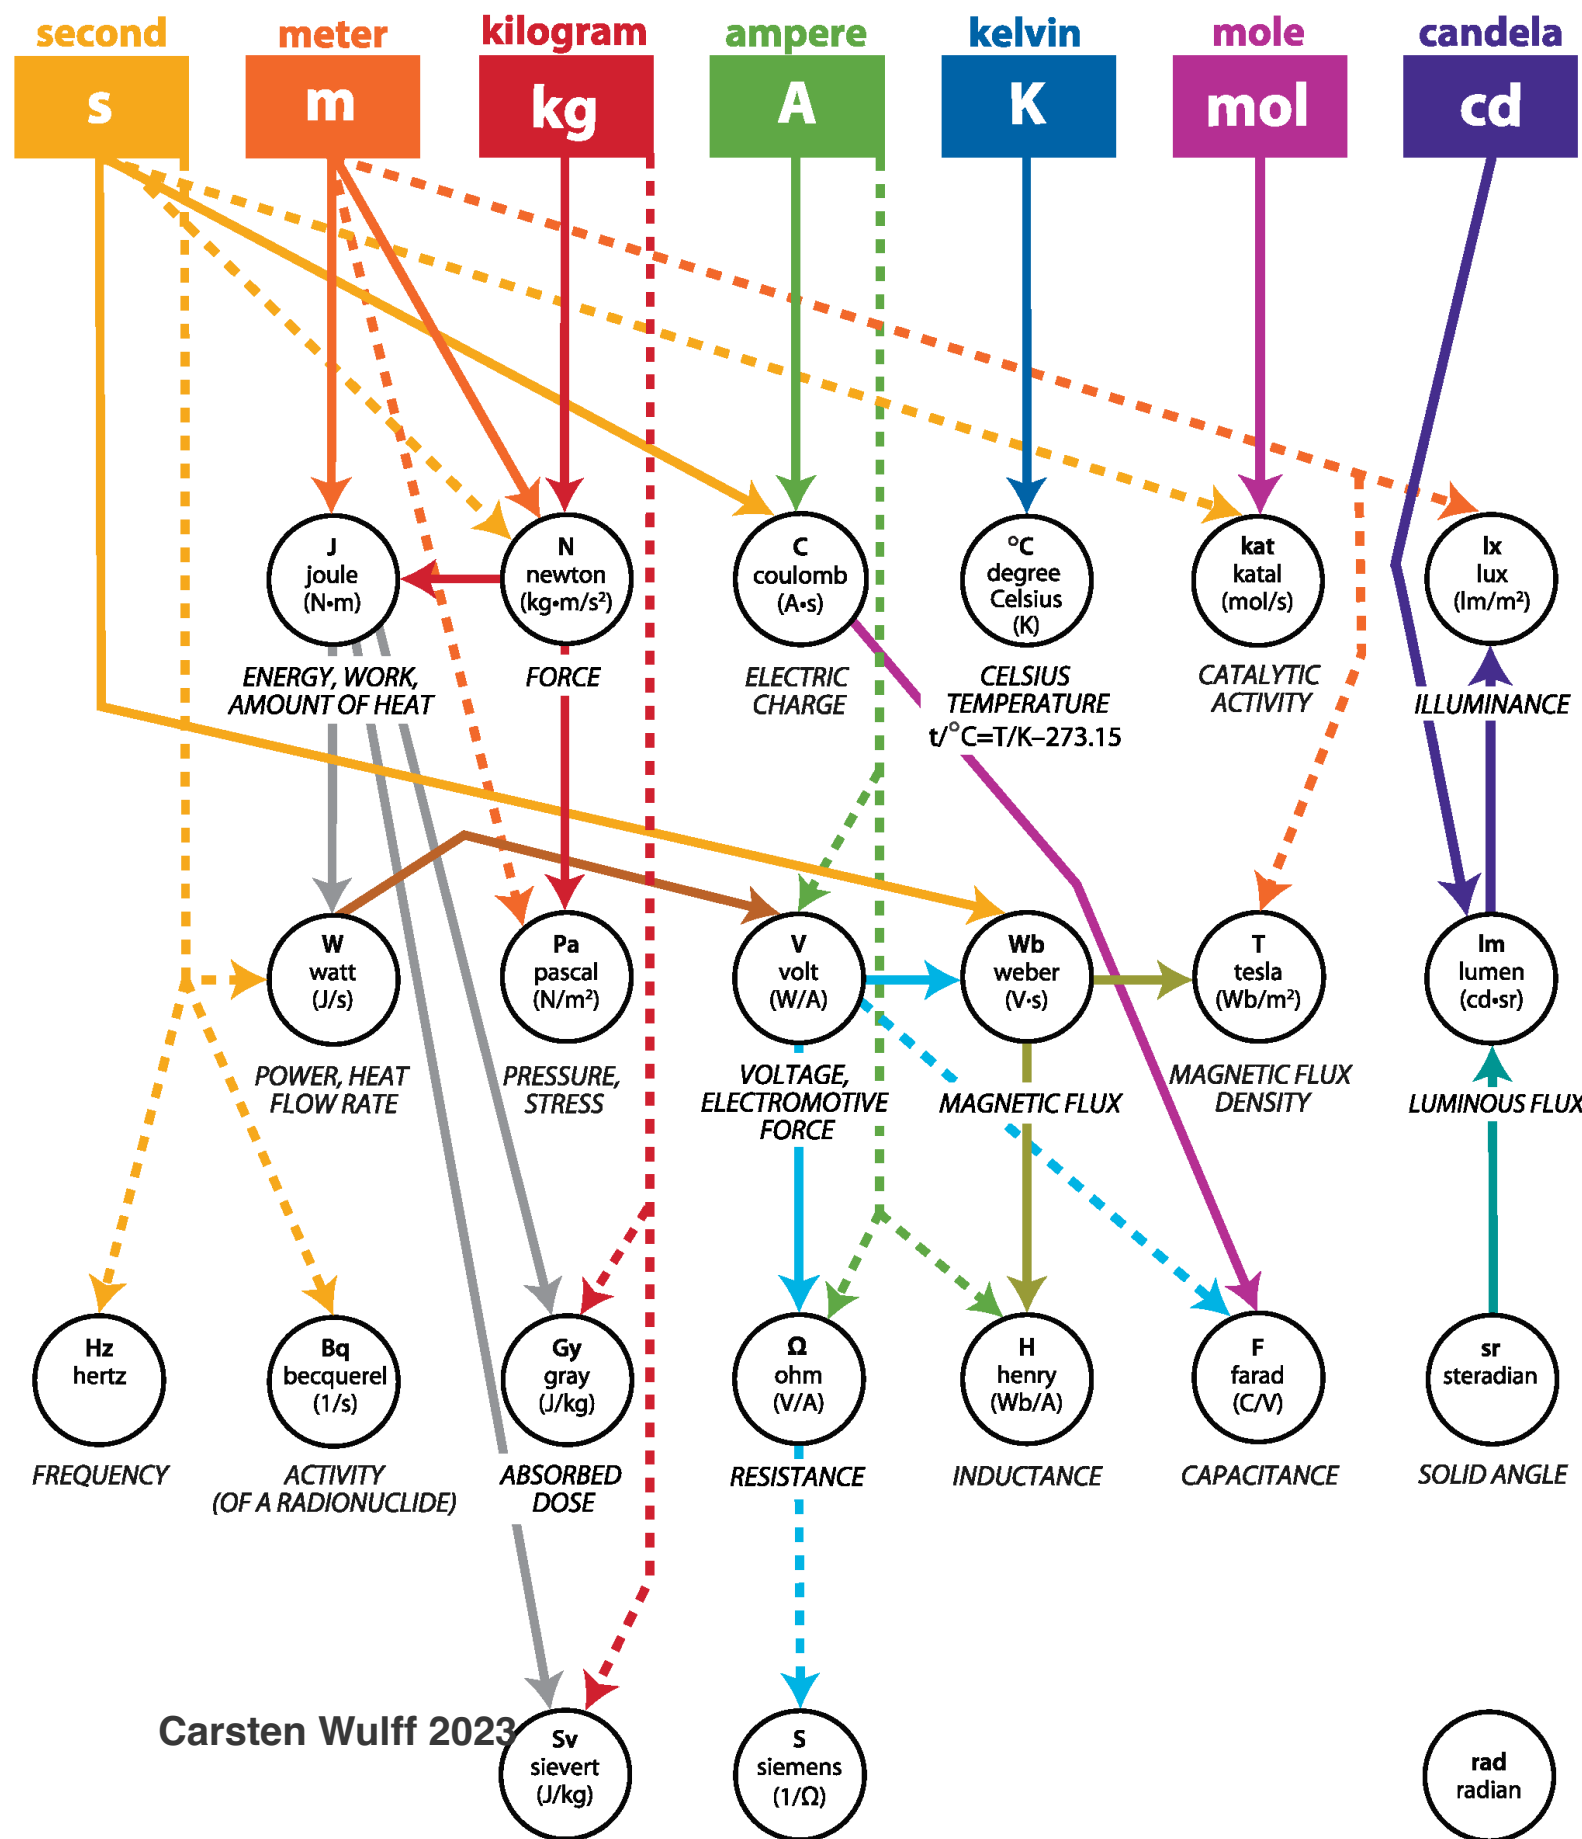 second
meter
kilogram
ampere
kelvin
mole
candela
s
m
kg
A
K
mol
cd
J
joule
(N•m)
N
newton
(kg•m/s²)
C
coulomb
(A•s)
°C
degree
Celsius
(K)
kat
katal
(mol/s)
lx
lux
(lm/m²)
ENERGY, WORK,
AMOUNT OF HEAT
FORCE
ELECTRIC
CHARGE
CELSIUS
TEMPERATURE
t/°C=T/K–273.15
CATALYTIC
ACTIVITY
ILLUMINANCE
W
watt
(J/s)
Pa
pascal
(N/m²)
V
volt
(W/A)
Wb
weber
(V·s)
T
tesla
(Wb/m²)
lm
lumen
(cd•sr)
POWER, HEAT
FLOW RATE
PRESSURE,
STRESS
VOLTAGE,
ELECTROMOTIVE
FORCE
MAGNETIC FLUX
MAGNETIC FLUX
DENSITY
LUMINOUS FLUX
Hz
hertz
Bq
becquerel
(1/s)
Gy
gray
(J/kg)
Ω
ohm
(V/A)
H
henry
(Wb/A)
F
farad
(C/V)
sr
steradian
FREQUENCY
ACTIVITY
(OF A RADIONUCLIDE)
ABSORBED
DOSE
RESISTANCE
INDUCTANCE
CAPACITANCE
SOLID ANGLE
Carsten Wulff 2023
Sv
sievert
(J/kg)
S
siemens
(1/Ω)
rad
radian